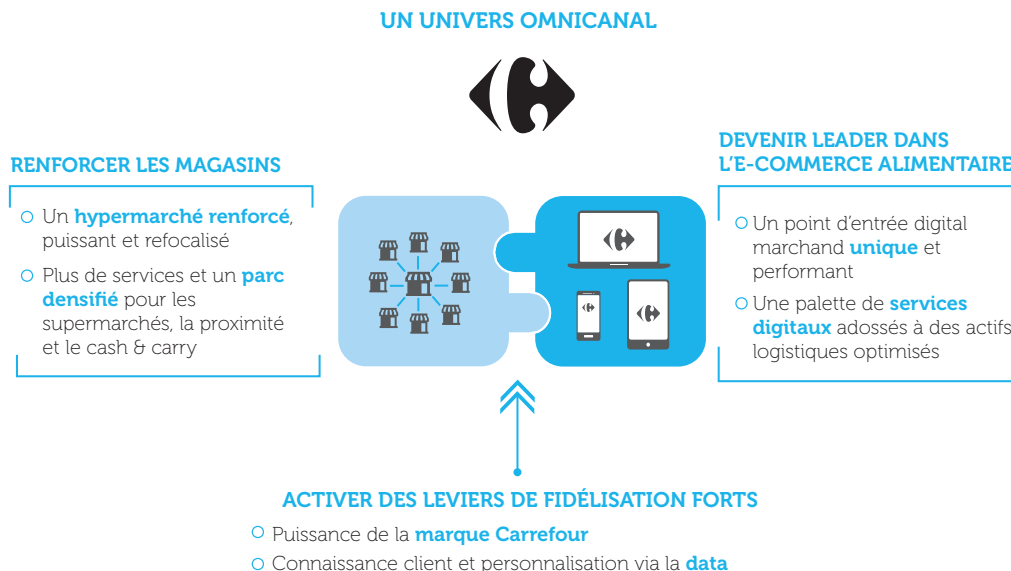 UN UNIVERS OMNICANAL
RENFORCER LES MAGASINS
Un hypermarché renforcé,
puissant et refocalisé
Plus de services et un parc
densifié pour les
supermarchés, la proximité
et le cash & carry
DEVENIR LEADER DANS
L'E-COMMERCE ALIMENTAIRE
Un point d'entrée digital
marchand unique et
performant
Une palette de services
digitaux adossés à des actifs
logistiques optimisés
ACTIVER DES LEVIERS DE FIDÉLISATION FORTS
Puissance de la marque Carrefour
Connaissance client et personnalisation via la data